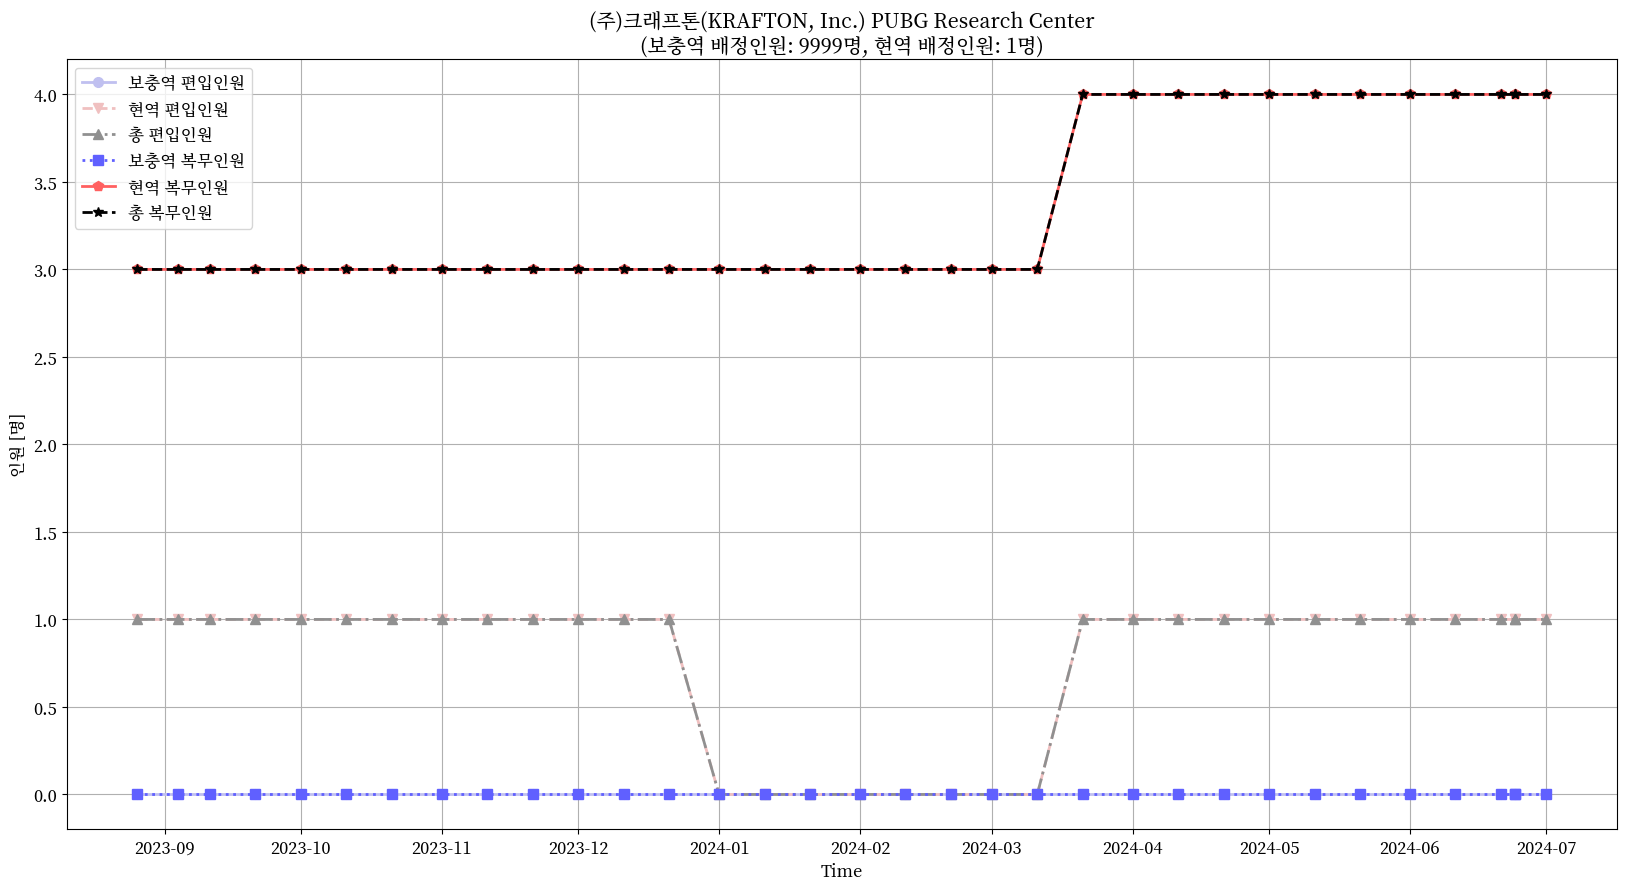 (주)크래프톤(KRAFTON, Inc.) PUBG Research Center
(보충역 배정인원: 9999명, 현역 배정인원: 1명)
보충역 편입인원
현역 편입인원
총 편입인원
보충역 복무인원
현역 복무인원
총 복무인원
4.0
3.5
3.0
2.5
2.0
1.5
1.0
0.5
0.0
인원 [명]
2023-09 2023-10 2023-11 2023-12 2024-01 2024-02 2024-03 2024-04 2024-05 2024-06 2024-07
Time